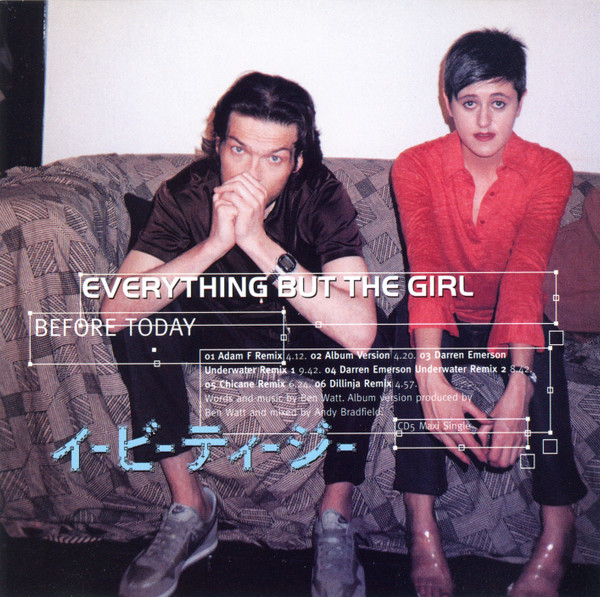 EVERYTHING BUT THE GIRL
BEFORE TODAY
01 Adam F Remix 4.12. 02 Album Version 4.20. 03 Darren Emerson
Underwater Remix 1 9.42. 04 Darren Emerson Underwater Remix 2 8.42.
05 Chicane Remix 6.24. 06 Dillinja Remix 4.57.
Words and music by Ben Watt. Album version produced by
Ben Watt and mixed by Andy Bradfield.
CD5 Maxi Single.
イ-ビ-ティ-ジ-